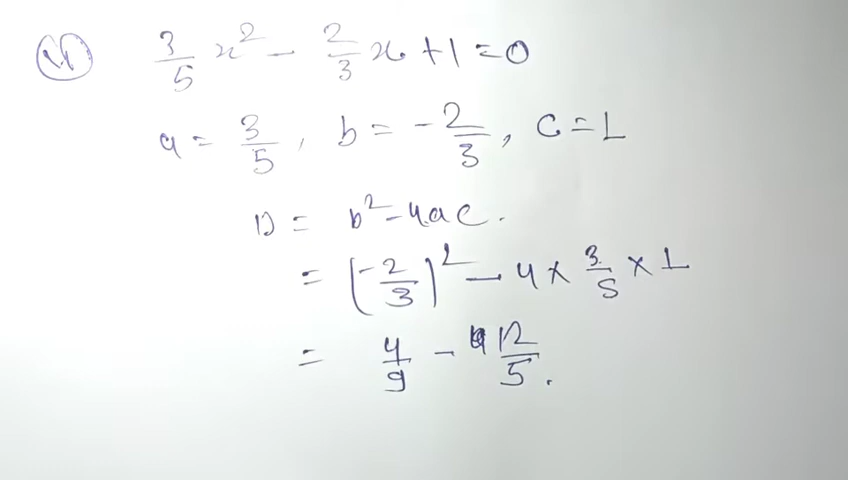 (vi) 3/5 x² - 2/3 x + 1 = 0
a = 3/5, b = -2/3, c = 1
D = b² - 4ac.
= (-2/3)² - 4 × 3/5 × 1
= 4/9 - 12/5.